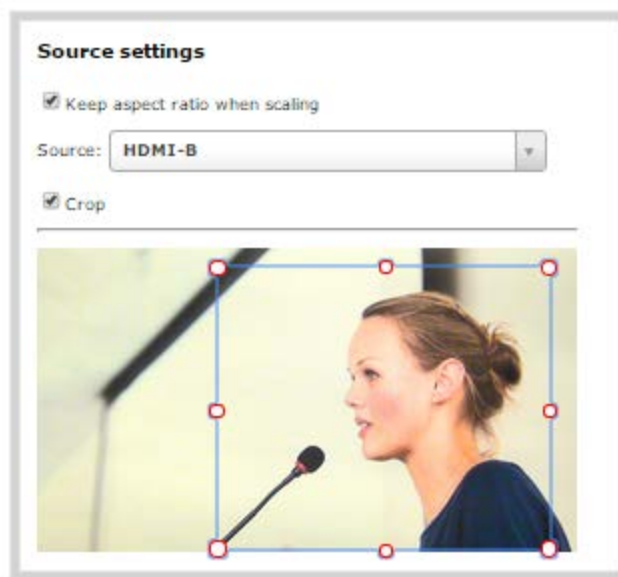 Source settings
Keep aspect ratio when scaling
Source: HDMI-B
Crop